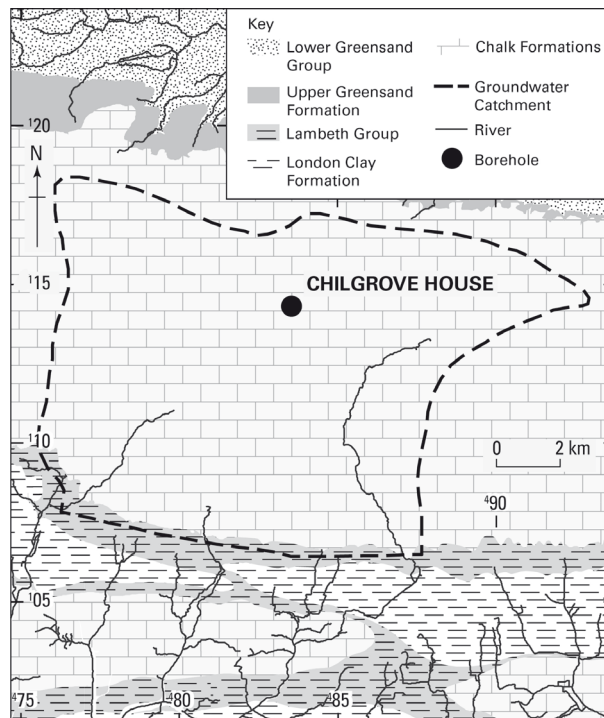 Key
Lower Greensand
Group
Upper Greensand
Formation
Lambeth Group
London Clay
Formation
Chalk Formations
Groundwater
Catchment
River
Borehole
120
N
115
CHILGROVE HOUSE
110
0 2 km
⁴90
105
⁴75
⁴80
⁴85